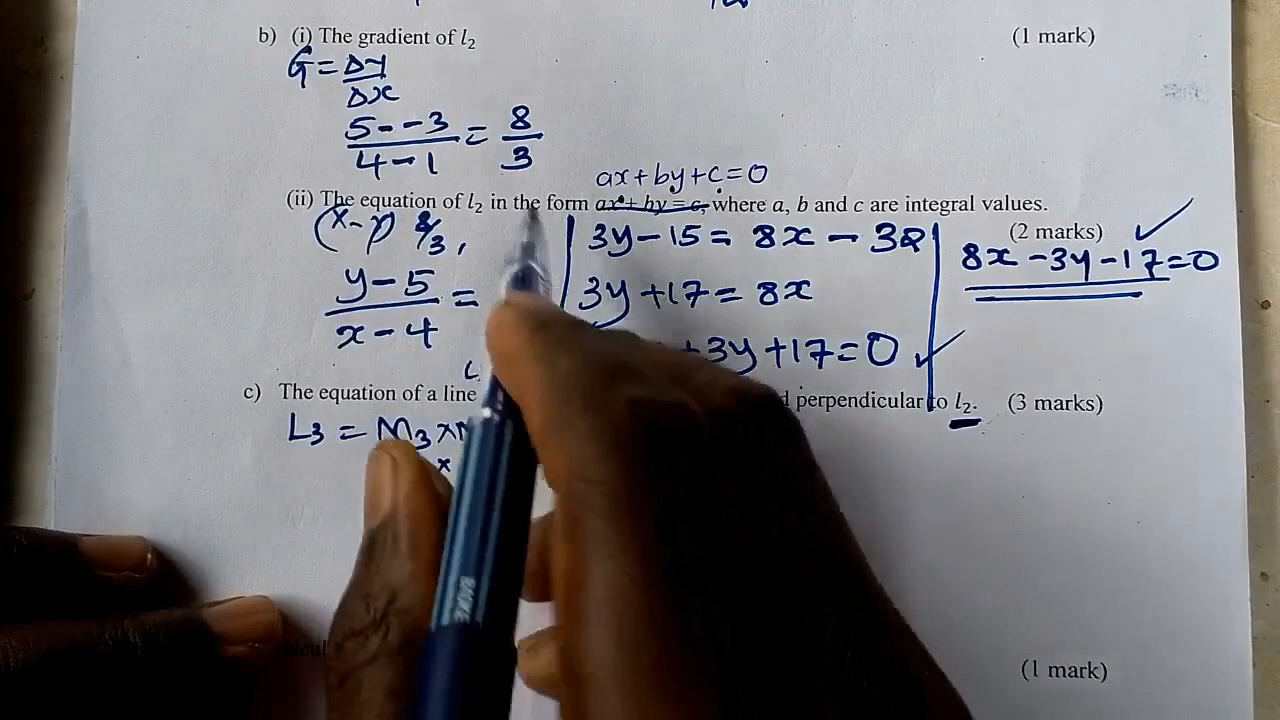 b) (i) The gradient of l₂ (1 mark)
G = Δy
Δx
5--3 = 8
4-1 3
ax+by+c=0
(ii) The equation of l₂ in the form ax + by = c, where a, b and c are integral values.
(2 marks)
8/3,
y-5 =
x-4
3y-15 = 8x - 32
3y+17 = 8x
+3y+17=0 ✓
✓
8x-3y-17=0
c) The equation of a line perpendicular to l₂. (3 marks)
L3 = M3 x
x
(1 mark)